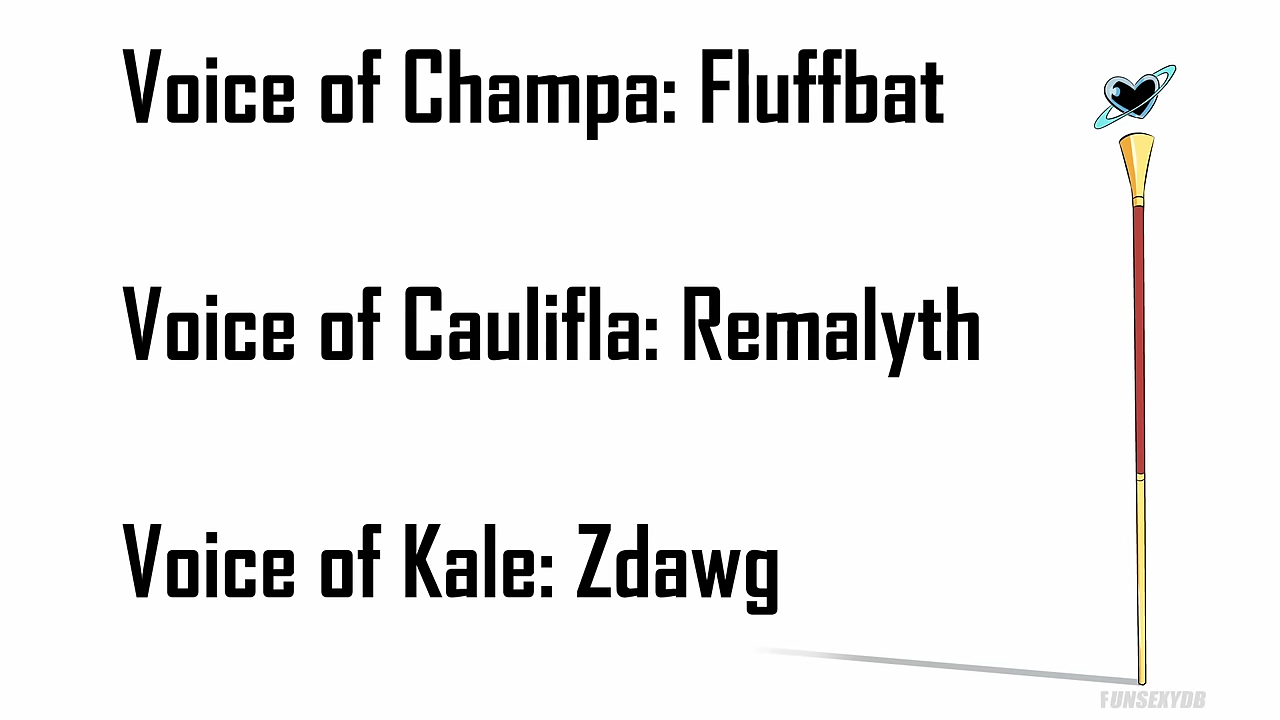 Voice of Champa: Fluffbat
Voice of Caulifla: Remalyth
Voice of Kale: Zdawg
FUNSEXYDB